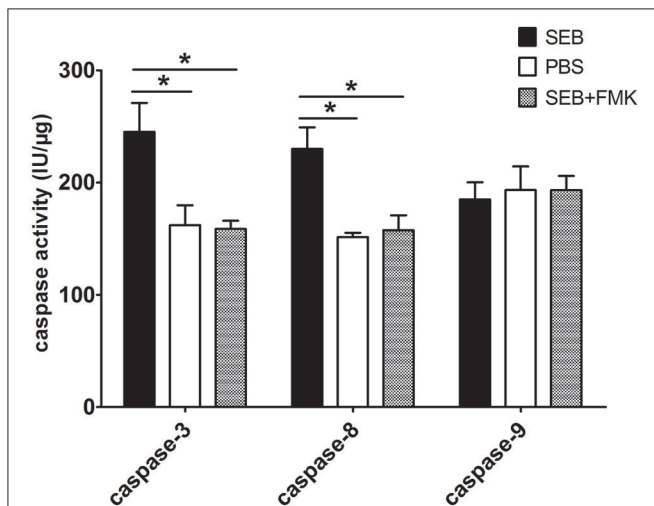 SEB
PBS
SEB+FMK
* *
* *
300
200
100
0
caspase activity (IU/µg)
caspase-3
caspase-8
caspase-9